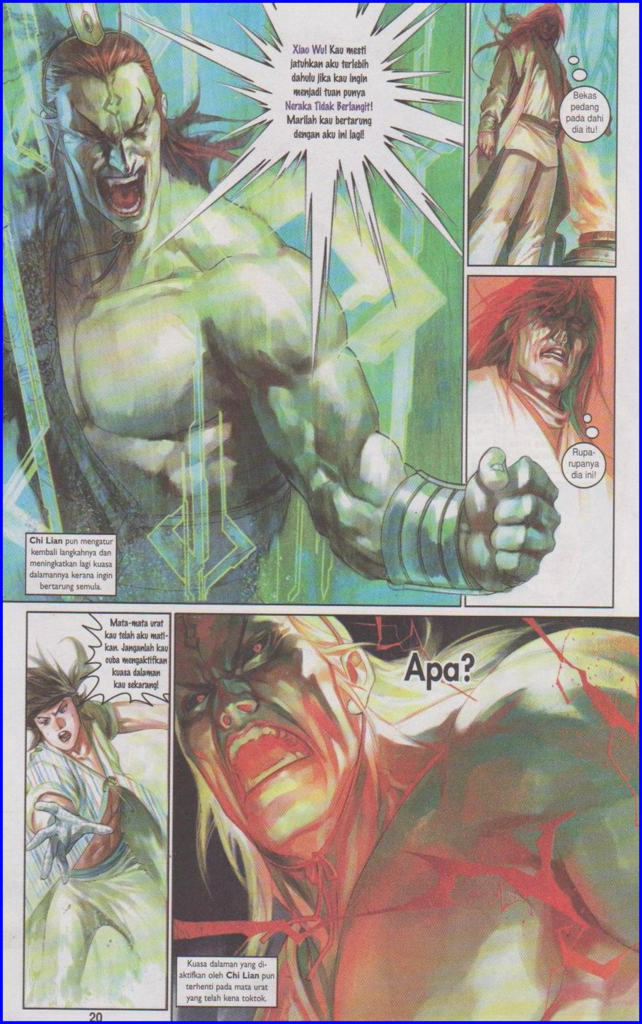 Xiao Wu! Kau mesti
jatuhkan aku terlebih
dahulu jika kau ingin
menjadi tuan punya
Neraka Tidak Berlangit!
Marilah kau bertarung
dengan aku ini lagi!
Bekas
pedang
pada dahi
dia itu!
Rupa-
rupanya
dia ini!
Chi Lian pun mengatur
kembali langkahnya dan
meningkatkan lagi kuasa
dalamannya kerana ingin
bertarung semula.
Mata-mata urat
kau telah aku mati-
kan. Janganlah kau
cuba mengaktifkan
kuasa dalaman
kau sekarang!
Apa?
Kuasa dalaman yang di-
aktifkan oleh Chi Lian pun
terhenti pada mata urat
yang telah kena toktok.
20